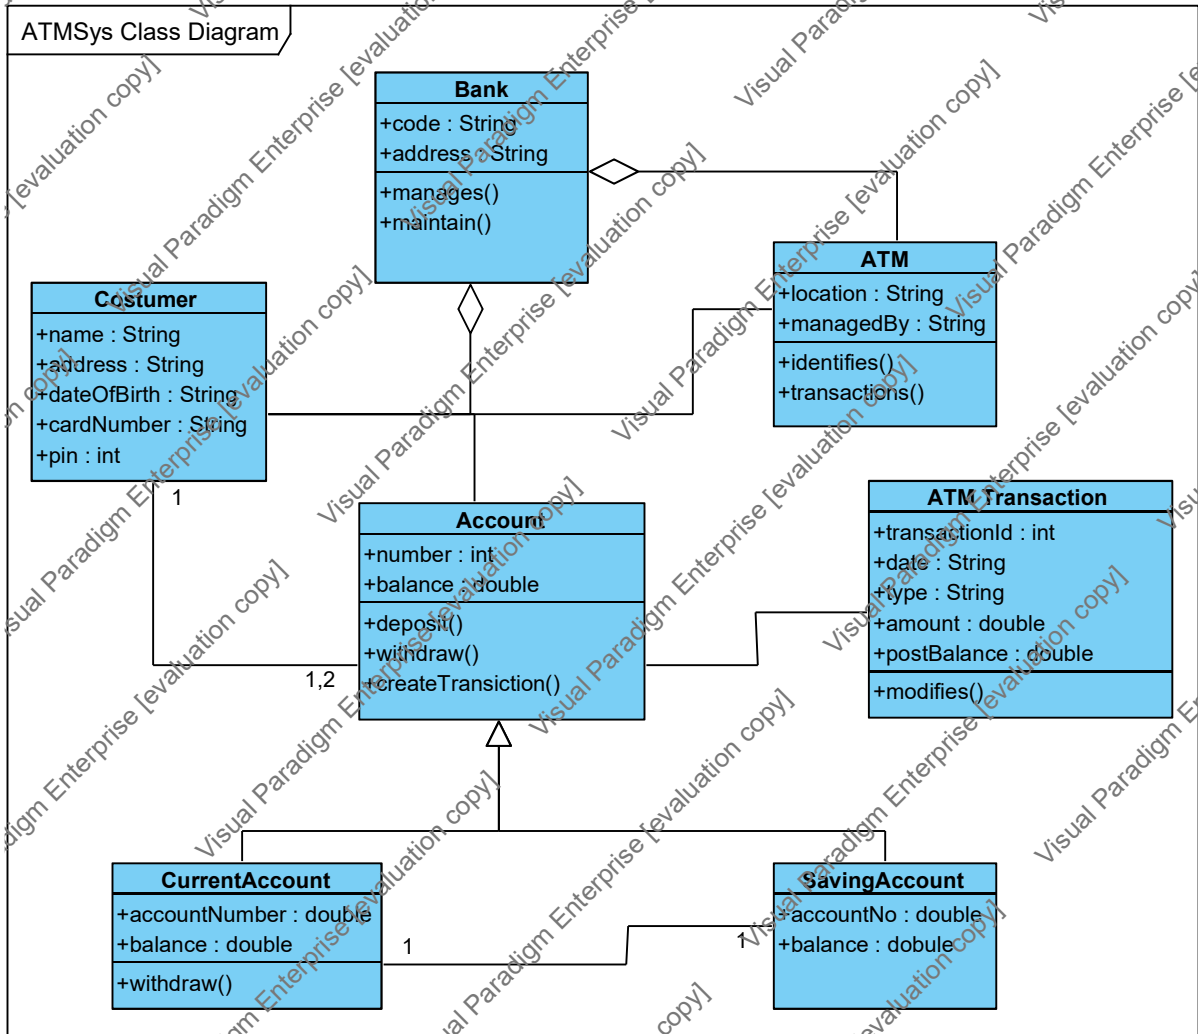 ATMSys Class Diagram
Bank
+code : String
+address : String
+manages()
+maintain()
ATM
+location : String
+managedBy : String
+identifies()
+transactions()
Costumer
+name : String
+address : String
+dateOfBirth : String
+cardNumber : String
+pin : int
1
1,2
Account
+number : int
+balance : double
+deposit()
+withdraw()
+createTransiction()
ATM Transaction
+transactionId : int
+date : String
+type : String
+amount : double
+postBalance : double
+modifies()
CurrentAccount
+accountNumber : double
+balance : double
+withdraw()
1
1
SavingAccount
+accountNo : double
+balance : dobule
Visual Paradigm Enterprise [evaluation copy]